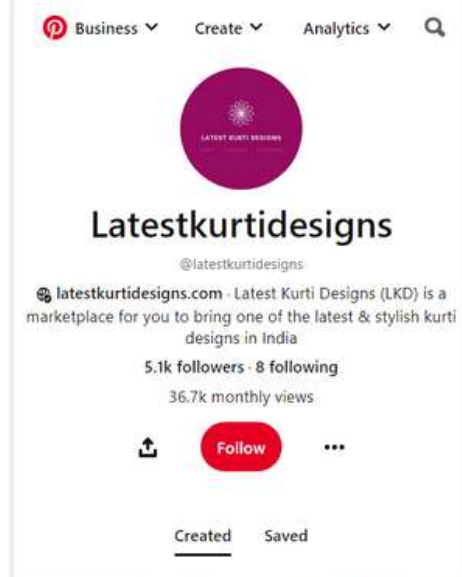 Business Create Analytics
LATEST KURTI DESIGNS
Latestkurtidesigns
@latestkurtidesigns
latestkurtidesigns.com · Latest Kurti Designs (LKD) is a
marketplace for you to bring one of the latest & stylish kurti
designs in India
5.1k followers · 8 following
36.7k monthly views
Follow
Created Saved